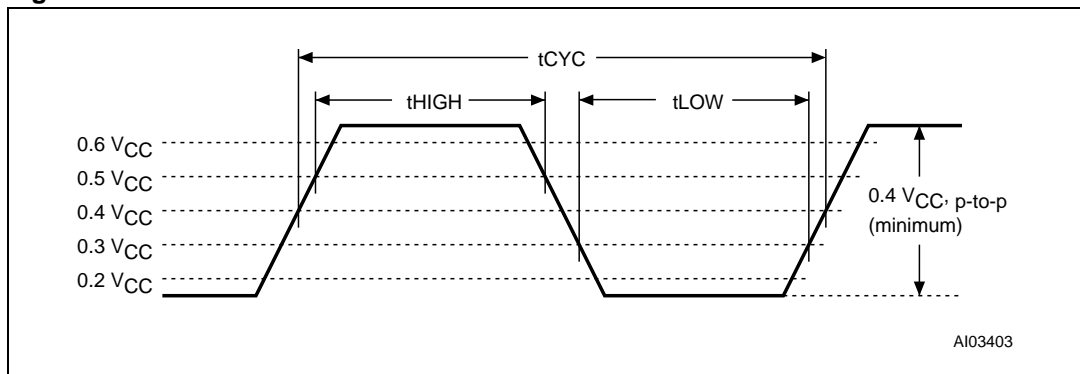 tCYC
tHIGH
tLOW
0.6 VCC
0.5 VCC
0.4 VCC
0.3 VCC
0.2 VCC
0.4 VCC, p-to-p
(minimum)
AI03403